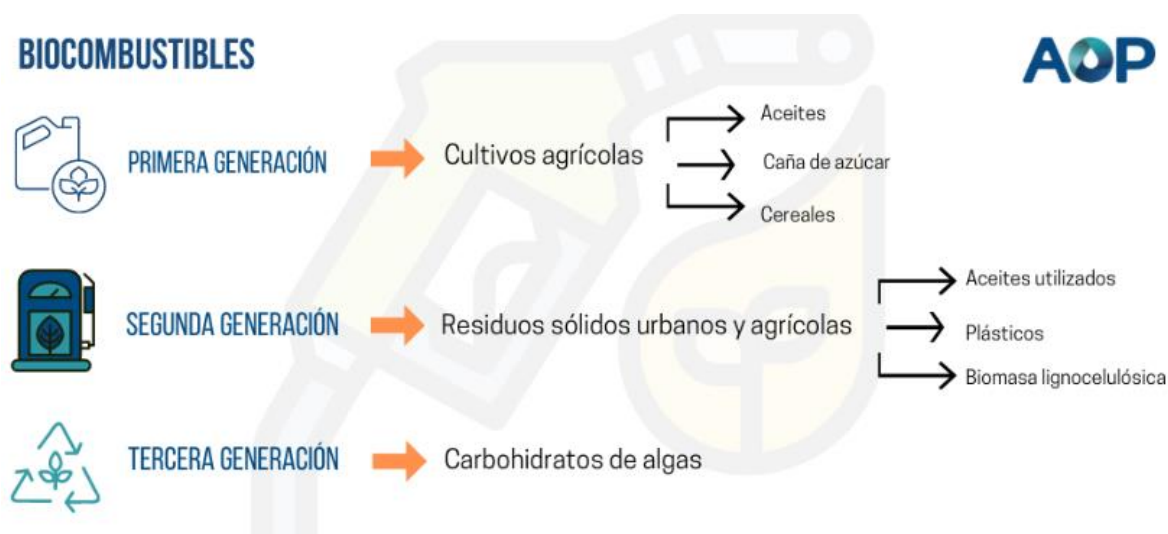 BIOCOMBUSTIBLES
AOP
PRIMERA GENERACIÓN
Cultivos agrícolas
Aceites
Caña de azúcar
Cereales
SEGUNDA GENERACIÓN
Residuos sólidos urbanos y agrícolas
Aceites utilizados
Plásticos
Biomasa lignocelulósica
TERCERA GENERACIÓN
Carbohidratos de algas